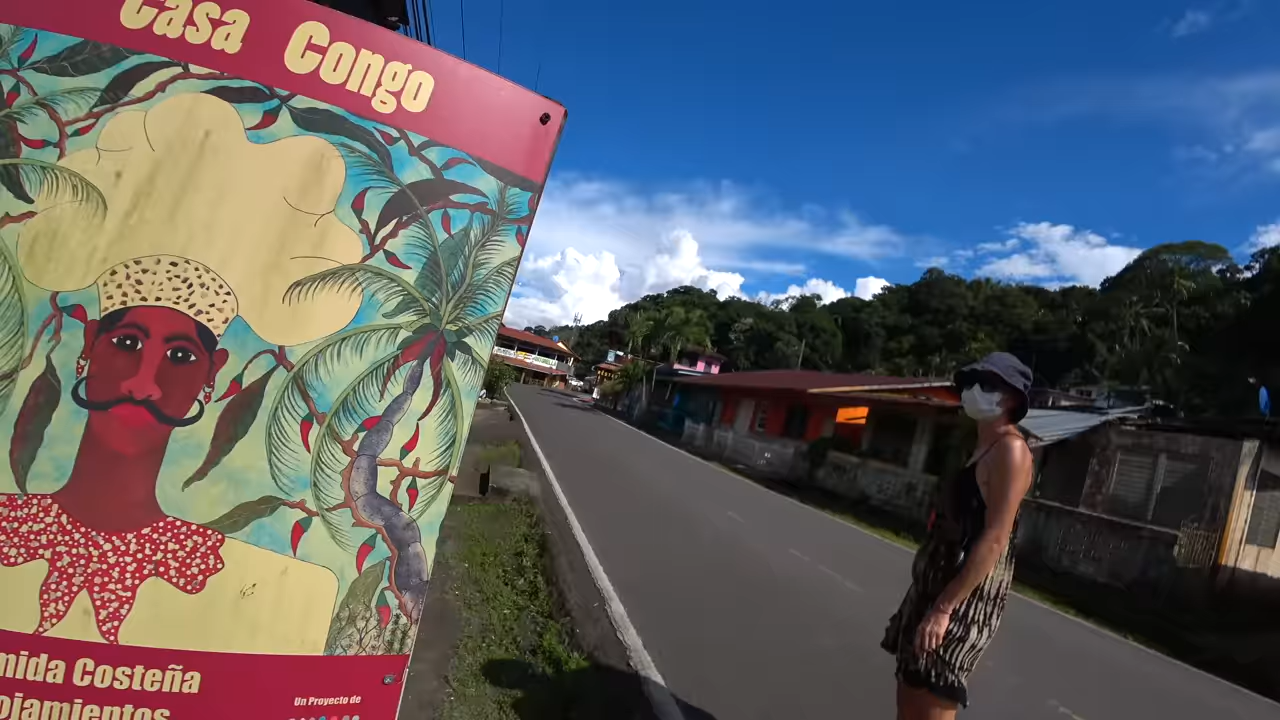 Casa Congo
mida Costeña
ojamientos
Un Proyecto de